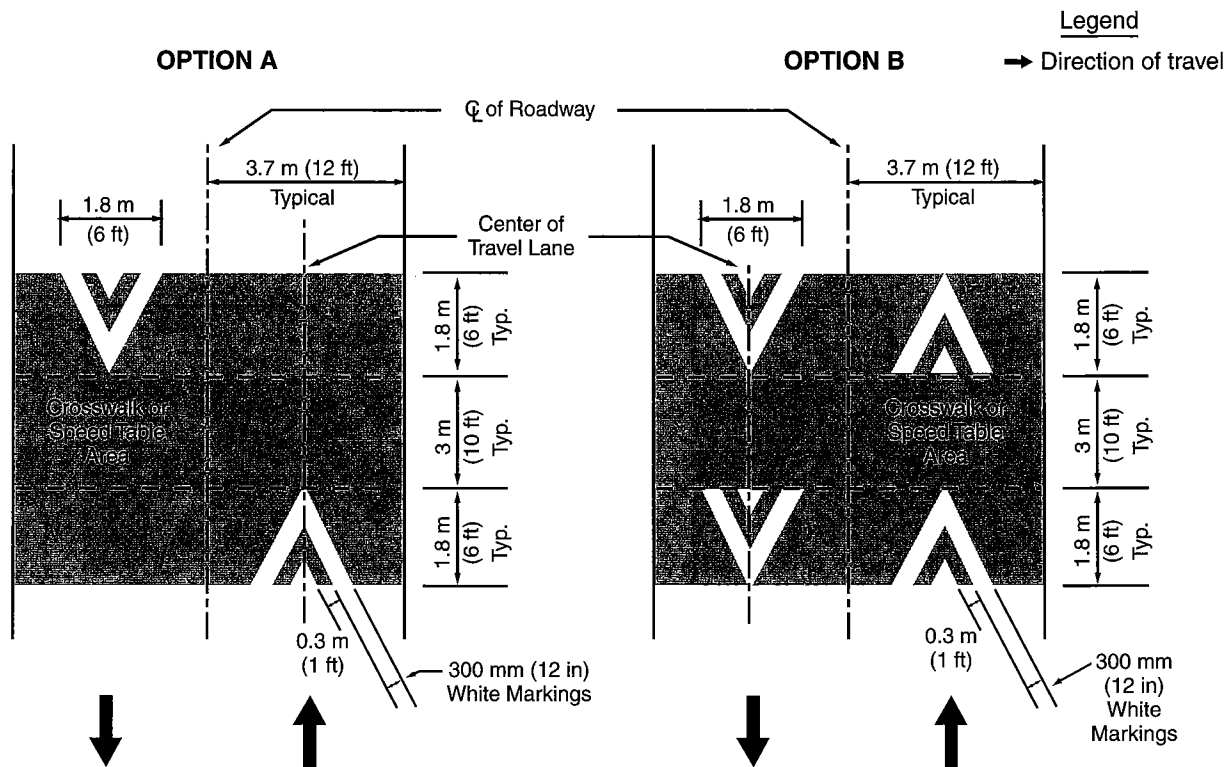 Legend
Direction of travel
OPTION A
OPTION B
℄ of Roadway
3.7 m (12 ft)
Typical
1.8 m
(6 ft)
Center of
Travel Lane
3.7 m (12 ft)
Typical
1.8 m
(6 ft)
1.8 m
(6 ft)
Typ.
3 m
(10 ft)
Typ.
1.8 m
(6 ft)
Typ.
Crosswalk or
Speed Table
Area
0.3 m
(1 ft)
300 mm (12 in)
White Markings
1.8 m
(6 ft)
Typ.
3 m
(10 ft)
Typ.
1.8 m
(6 ft)
Typ.
Crosswalk or
Speed Table
Area
0.3 m
(1 ft)
300 mm
(12 in)
White
Markings